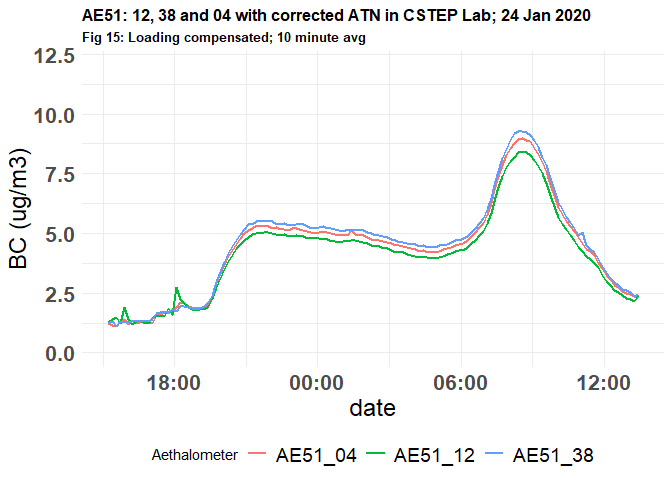 AE51: 12, 38 and 04 with corrected ATN in CSTEP Lab; 24 Jan 2020
Fig 15: Loading compensated; 10 minute avg
12.5
10.0
7.5
5.0
2.5
0.0
BC (ug/m3)
18:00 00:00 06:00 12:00
date
Aethalometer AE51_04 AE51_12 AE51_38